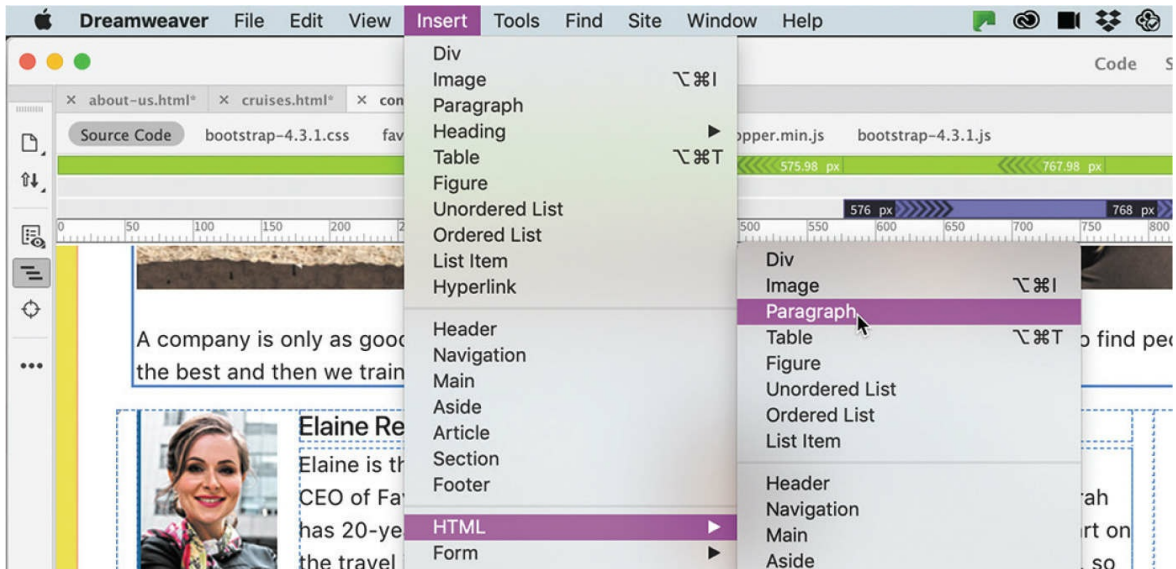 Dreamweaver File Edit View Insert Tools Find Site Window Help
Code
about-us.html* cruises.html* con
Source Code bootstrap-4.3.1.css fav opper.min.js bootstrap-4.3.1.js
575.98 px 767.98 px
576 px 768 px
0 50 100 150 200 2 500 550 600 650 700 750 800
Div
Image ⌥⌘I
Paragraph
Heading ▶
Table ⌥⌘T
Figure
Unordered List
Ordered List
List Item
Hyperlink
Header
Navigation
Main
Aside
Article
Section
Footer
HTML ▶
Form ▶
Div
Image ⌥⌘I
Paragraph
Table ⌥⌘T
Figure
Unordered List
Ordered List
List Item
Header
Navigation
Main
Aside
A company is only as good o find peo
the best and then we train
Elaine Re
Elaine is th
CEO of Fav rah
has 20-ye rt on
the travel so